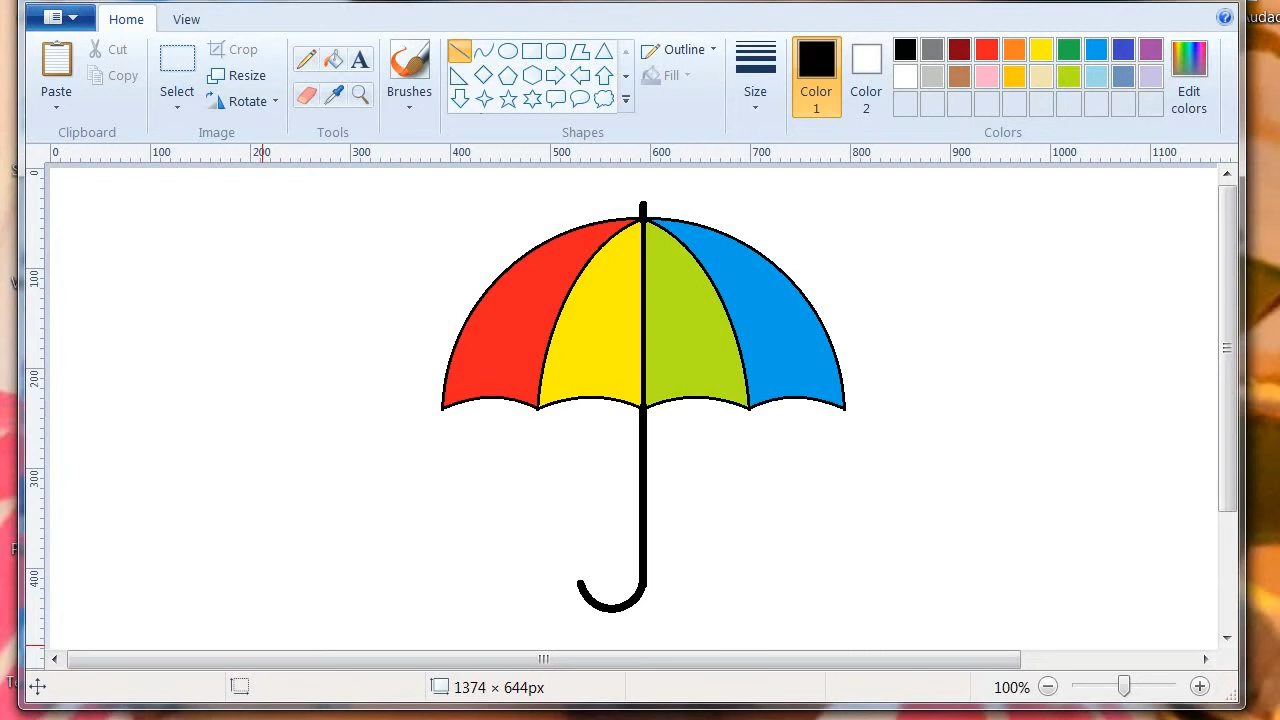 Home View
Cut
Copy
Paste
Clipboard
Select
Crop
Resize
Rotate
Image
Tools
Brushes
Shapes
Outline
Fill
Size
Color
1
Color
2
Edit
colors
Colors
0 100 200 300 400 500 600 700 800 900 1000 1100
0
100
200
300
400
1374 × 644px
100%